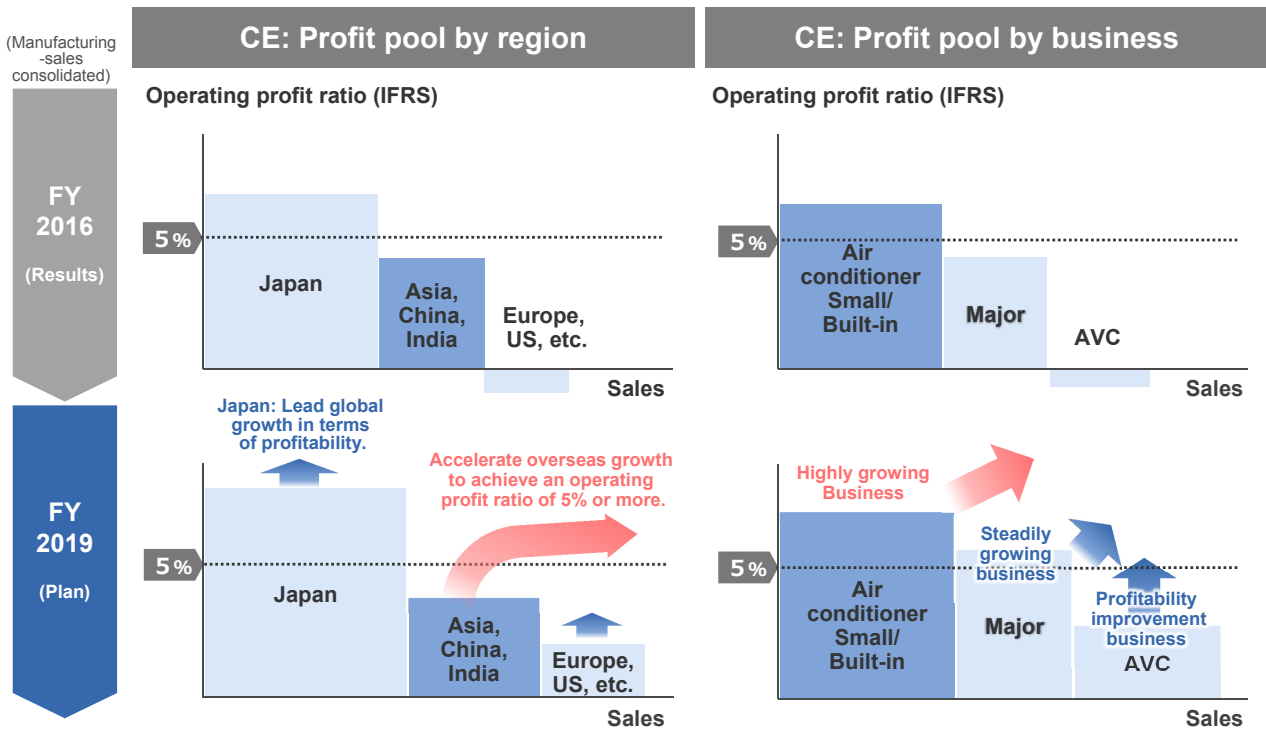 (Manufacturing
-sales
consolidated)
FY
2016
(Results)
FY
2019
(Plan)
CE: Profit pool by region
Operating profit ratio (IFRS)
5 %
Japan
Asia,
China,
India
Europe,
US, etc.
Sales
Japan: Lead global
growth in terms
of profitability.
Accelerate overseas growth
to achieve an operating
profit ratio of 5% or more.
5 %
Japan
Asia,
China,
India
Europe,
US, etc.
Sales
CE: Profit pool by business
Operating profit ratio (IFRS)
5 %
Air
conditioner
Small/
Built-in
Major
AVC
Sales
Highly growing
Business
Steadily
growing
business
Profitability
improvement
business
5 %
Air
conditioner
Small/
Built-in
Major
AVC
Sales